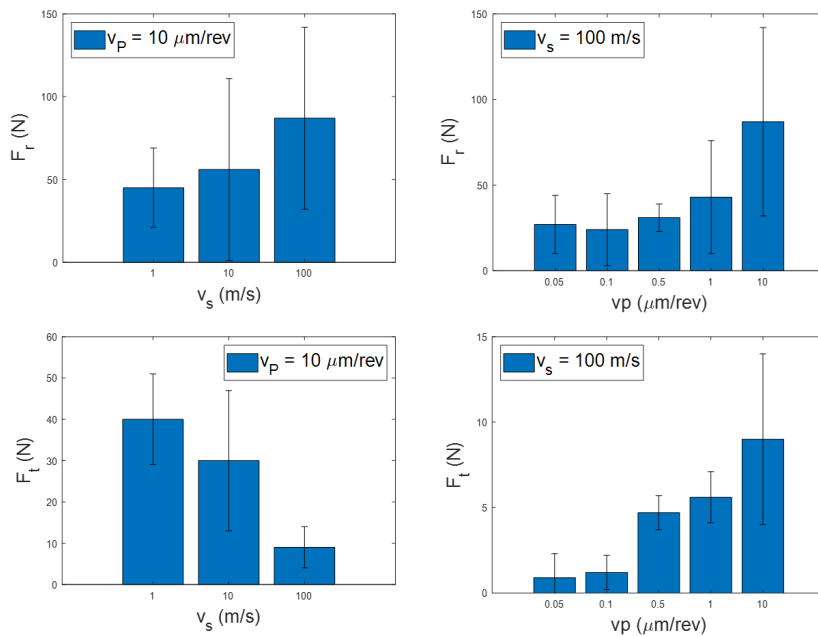 v_P = 10 μm/rev
150
100
50
0
F_r (N)
1 10 100
v_s (m/s)
v_s = 100 m/s
150
100
50
0
F_r (N)
0.05 0.1 0.5 1 10
vp (μm/rev)
v_P = 10 μm/rev
60
50
40
30
20
10
0
F_t (N)
1 10 100
v_s (m/s)
v_s = 100 m/s
15
10
5
0
F_t (N)
0.05 0.1 0.5 1 10
vp (μm/rev)